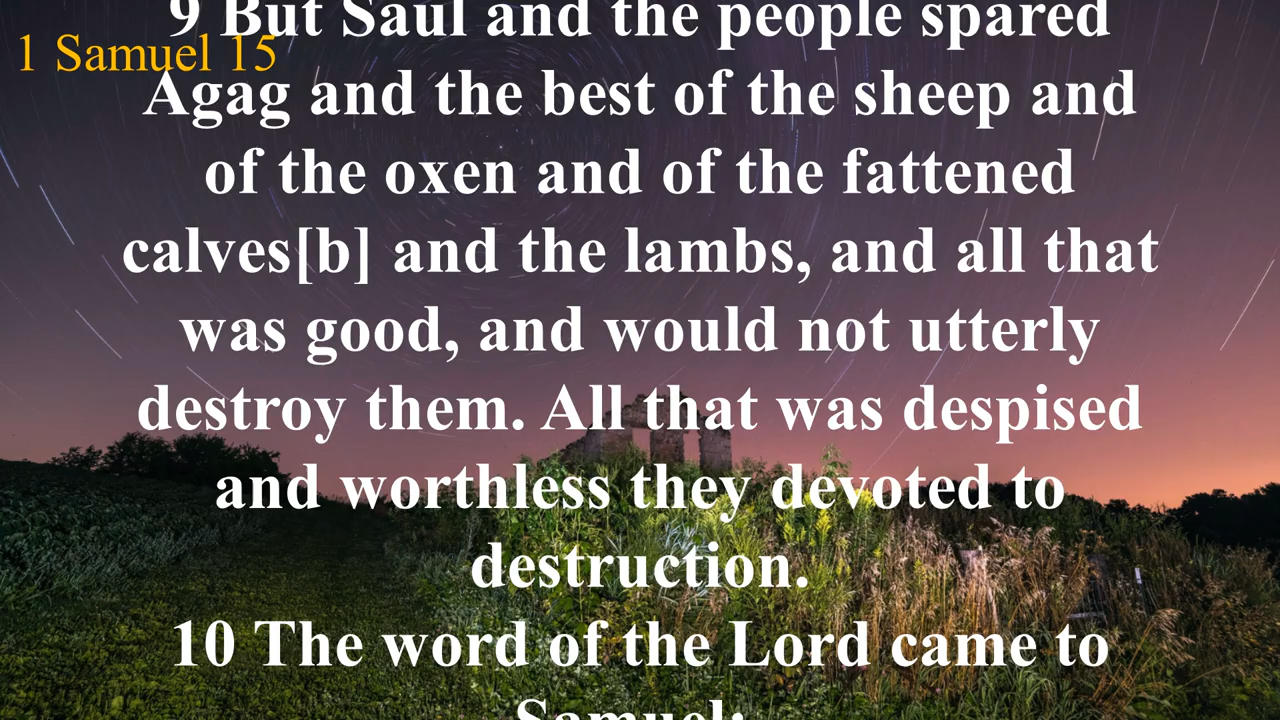 1 Samuel 15
9 But Saul and the people spared
Agag and the best of the sheep and
of the oxen and of the fattened
calves[b] and the lambs, and all that
was good, and would not utterly
destroy them. All that was despised
and worthless they devoted to
destruction.
10 The word of the Lord came to
Samuel: